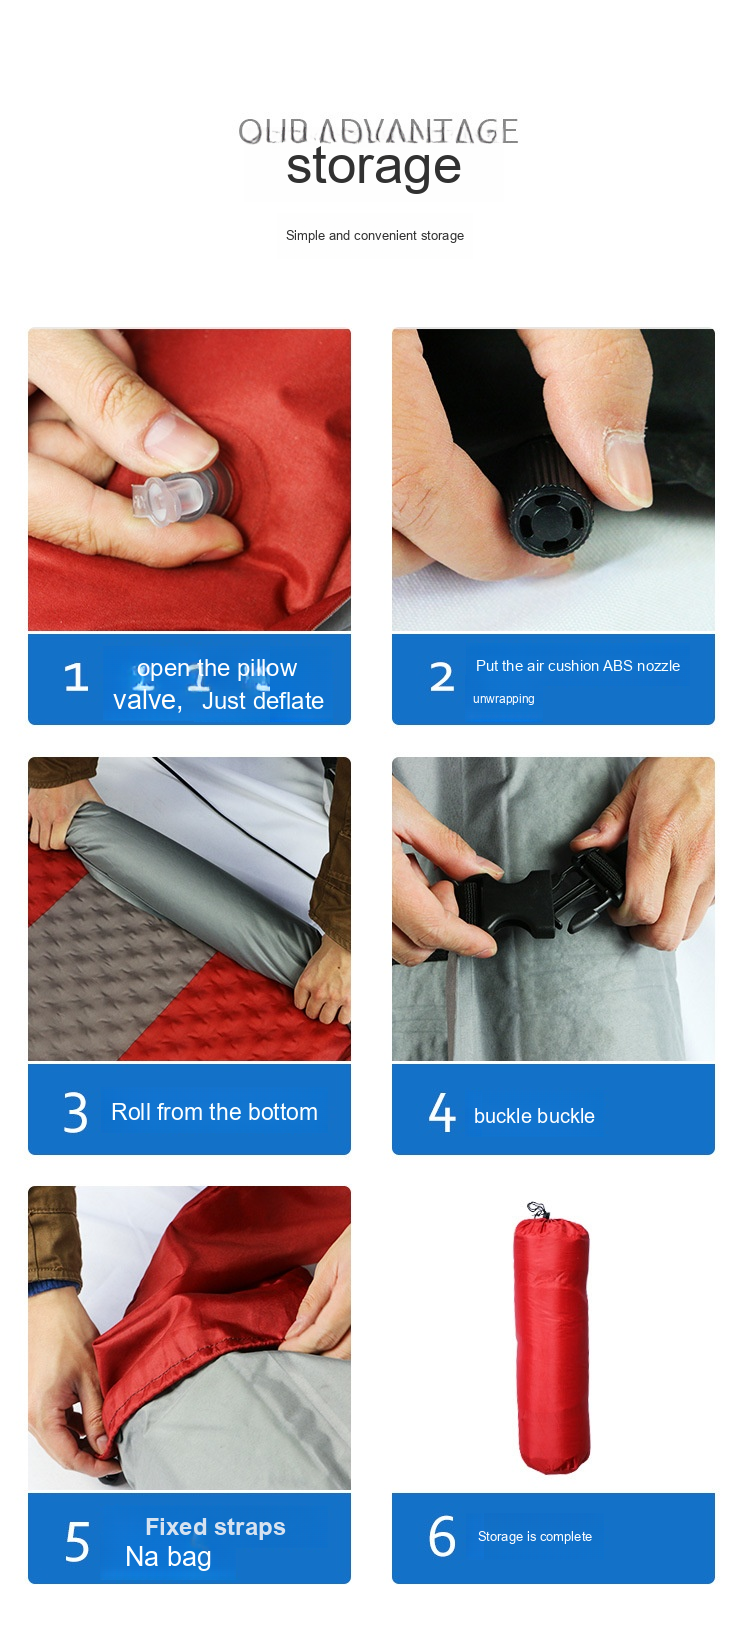 OUR ADVANTAGE
storage
Simple and convenient storage
1 open the pillow
valve, Just deflate
2 Put the air cushion ABS nozzle
unwrapping
3 Roll from the bottom
4 buckle buckle
5 Fixed straps
Na bag
6 Storage is complete